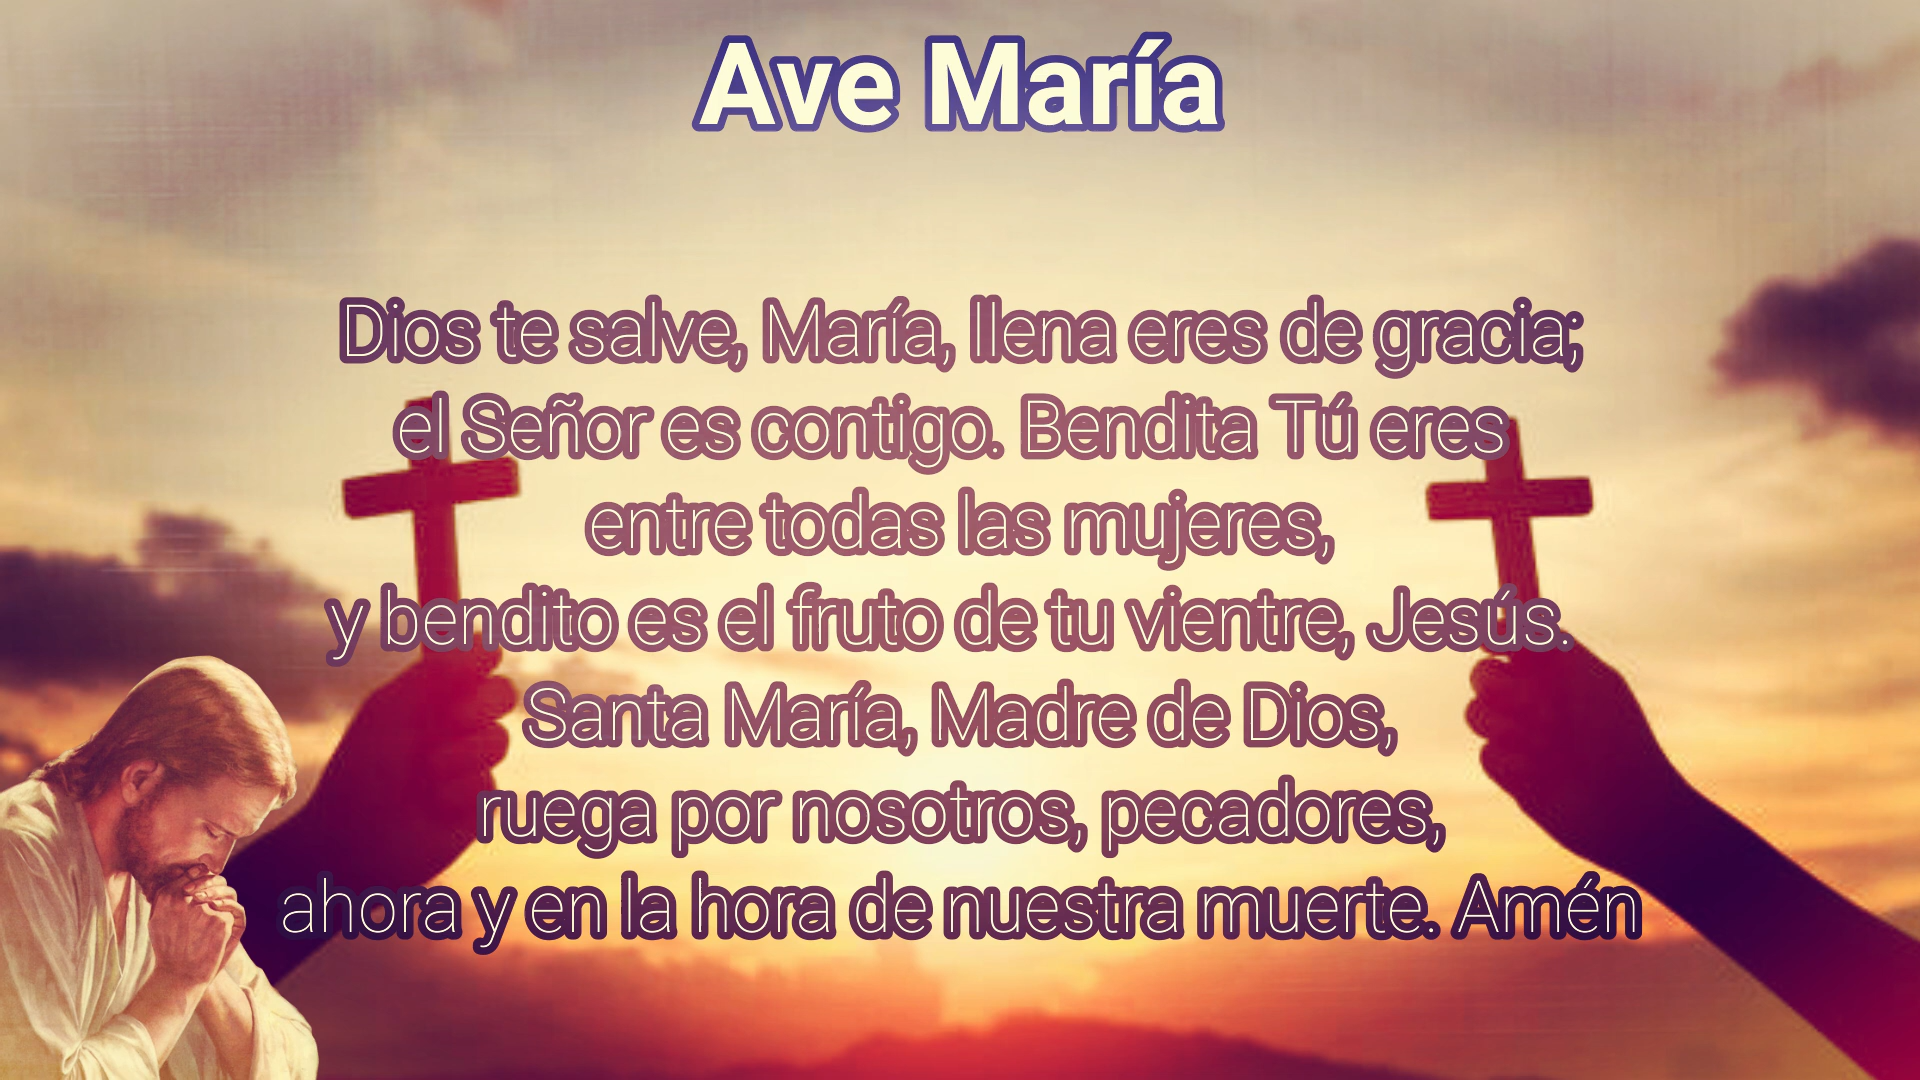 Ave María
Dios te salve, María, llena eres de gracia;
el Señor es contigo. Bendita Tú eres
entre todas las mujeres,
y bendito es el fruto de tu vientre, Jesús.
Santa María, Madre de Dios,
ruega por nosotros, pecadores,
ahora y en la hora de nuestra muerte. Amén